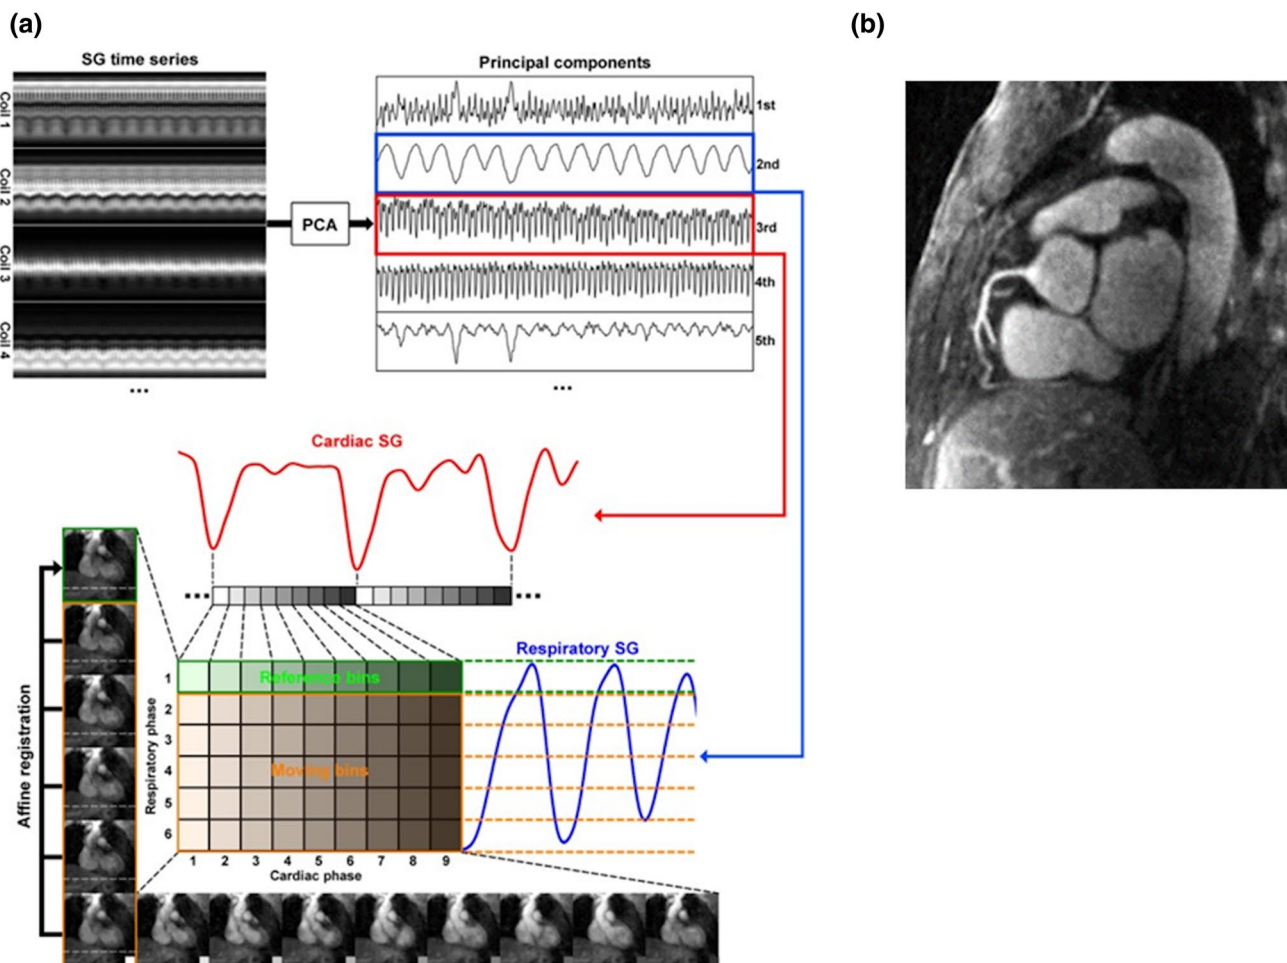 (a)
(b)
SG time series
Principal components
Coil 1
Coil 2
Coil 3
Coil 4
...
PCA
1st
2nd
3rd
4th
5th
...
Cardiac SG
...
...
Affine registration
Respiratory phase
1
2
3
4
5
6
Reference bins
Moving bins
Respiratory SG
1 2 3 4 5 6 7 8 9
Cardiac phase